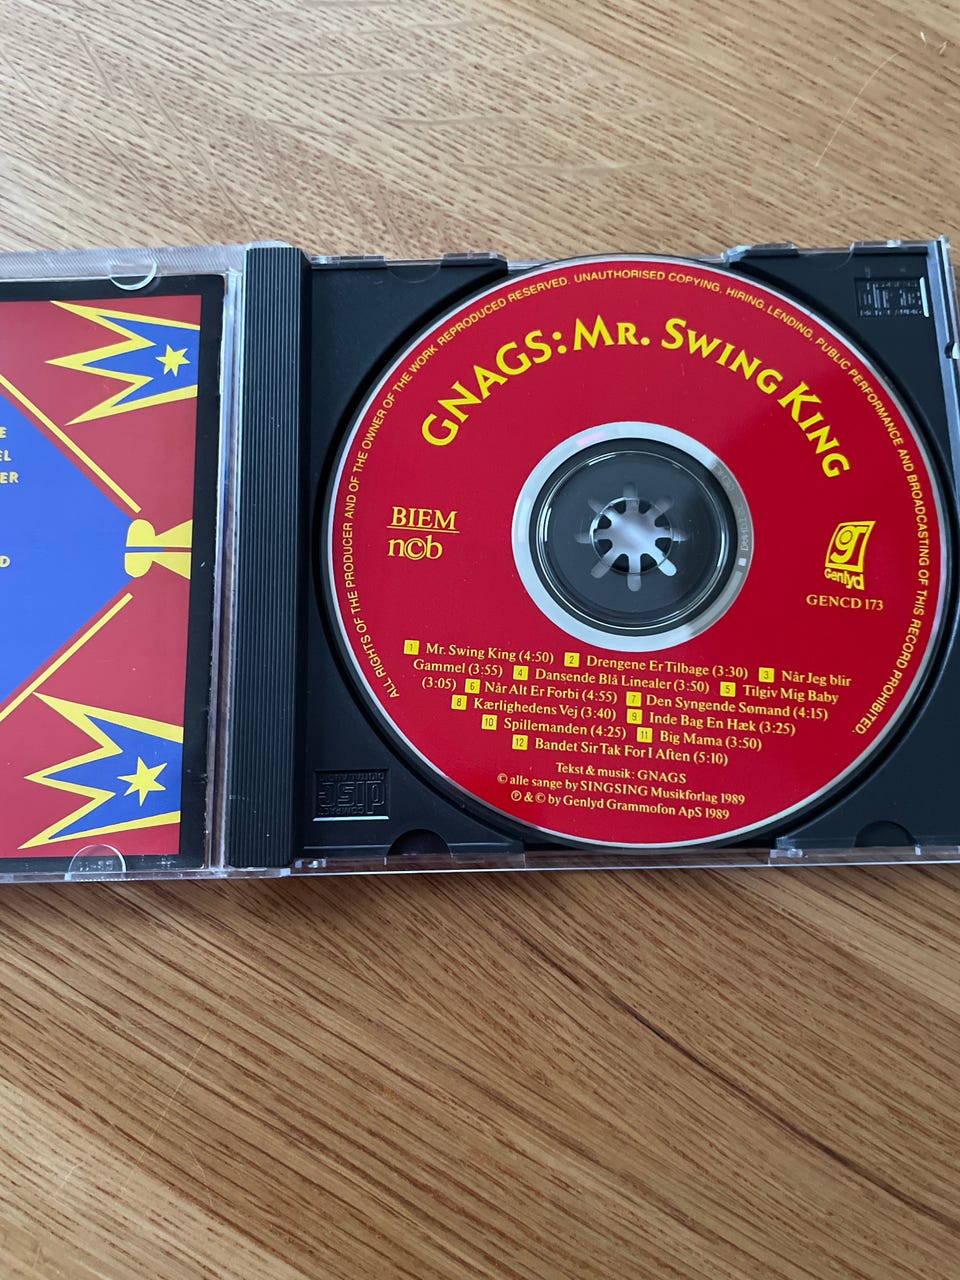 E
EL
ER
D
ALL RIGHTS OF THE PRODUCER AND OF THE OWNER OF THE WORK REPRODUCED RESERVED. UNAUTHORISED COPYING, HIRING, LENDING, PUBLIC PERFORMANCE AND BROADCASTING OF THIS RECORD PROHIBITED.
GNAGS: MR. SWING KING
BIEM
n©b
g
Genlyd
GENCD 173
1 Mr. Swing King (4:50) 2 Drengene Er Tilbage (3:30) 3 Når Jeg blir
Gammel (3:55) 4 Dansende Blå Linealer (3:50) 5 Tilgiv Mig Baby
(3:05) 6 Når Alt Er Forbi (4:55) 7 Den Syngende Sømand (4:15)
8 Kærlighedens Vej (3:40) 9 Inde Bag En Hæk (3:25)
10 Spillemanden (4:25) 11 Big Mama (3:50)
12 Bandet Sir Tak For I Aften (5:10)
Tekst & musik: GNAGS
© alle sange by SINGSING Musikforlag 1989
℗ & © by Genlyd Grammofon ApS 1989
COMPACT
disc
DIGITAL AUDIO